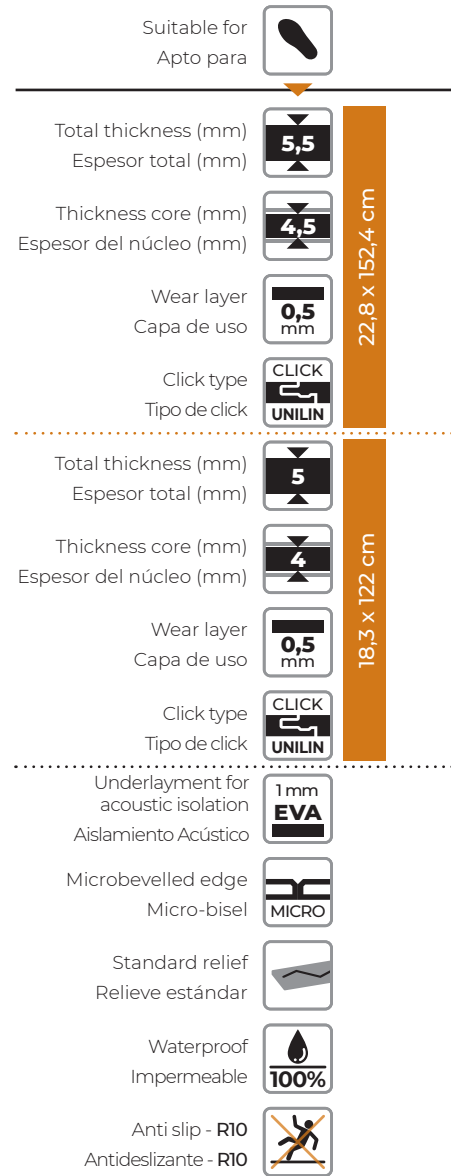 Suitable for
Apto para
Total thickness (mm)
Espesor total (mm)
5,5
Thickness core (mm)
Espesor del núcleo (mm)
4,5
Wear layer
Capa de uso
0,5
mm
Click type
Tipo de click
CLICK
UNILIN
22,8 x 152,4 cm
Total thickness (mm)
Espesor total (mm)
5
Thickness core (mm)
Espesor del núcleo (mm)
4
Wear layer
Capa de uso
0,5
mm
Click type
Tipo de click
CLICK
UNILIN
18,3 x 122 cm
Underlayment for
acoustic isolation
Aislamiento Acústico
1 mm
EVA
Microbevelled edge
Micro-bisel
MICRO
Standard relief
Relieve estándar
Waterproof
Impermeable
100%
Anti slip - R10
Antideslizante - R10